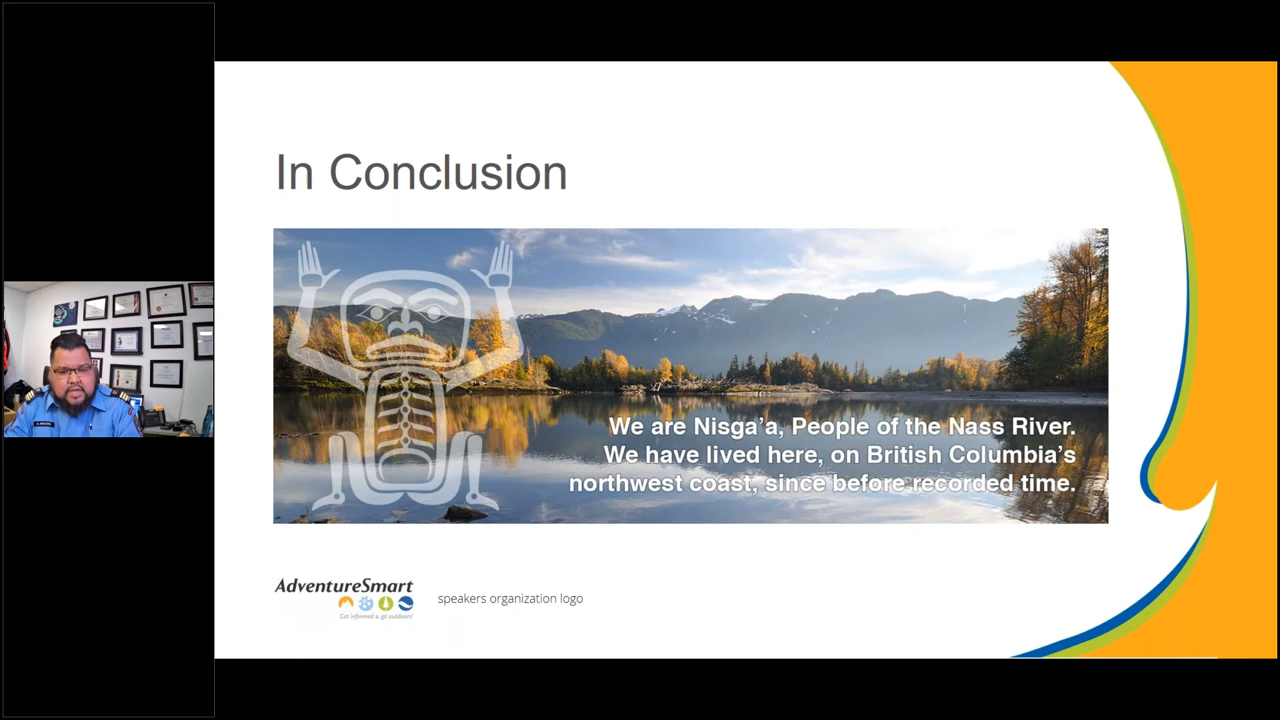 In Conclusion
We are Nisga’a, People of the Nass River.
We have lived here, on British Columbia’s
northwest coast, since before recorded time.
AdventureSmart
Get informed & go outdoors!
speakers organization logo